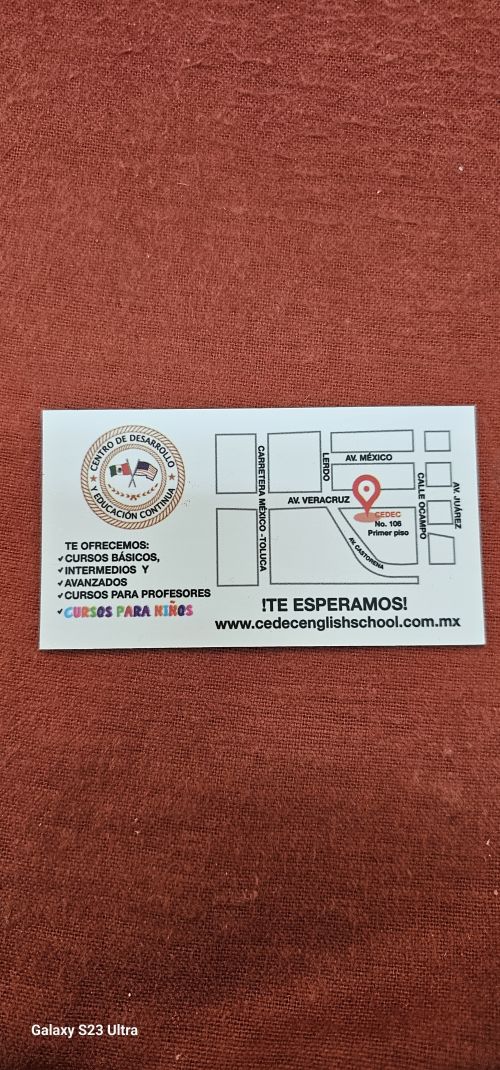 CENTRO DE DESARROLLO
Y EDUCACIÓN CONTINUA
TE OFRECEMOS:
CURSOS BÁSICOS,
INTERMEDIOS Y
AVANZADOS
CURSOS PARA PROFESORES
CURSOS PARA NIÑOS
CARRETERA MÉXICO -TOLUCA
LERDO
AV. MÉXICO
AV. VERACRUZ
CEDEC
No. 106
Primer piso
AV. CASTORENA
CALLE OCAMPO
AV. JUÁREZ
!TE ESPERAMOS!
www.cedecenglishschool.com.mx
Galaxy S23 Ultra